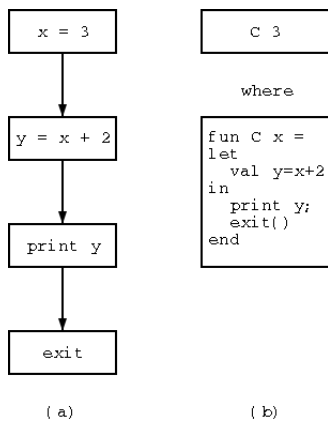 x = 3
y = x + 2
print y
exit
(a)
C 3
where
fun C x =
let
  val y=x+2
in
  print y;
  exit()
end
(b)